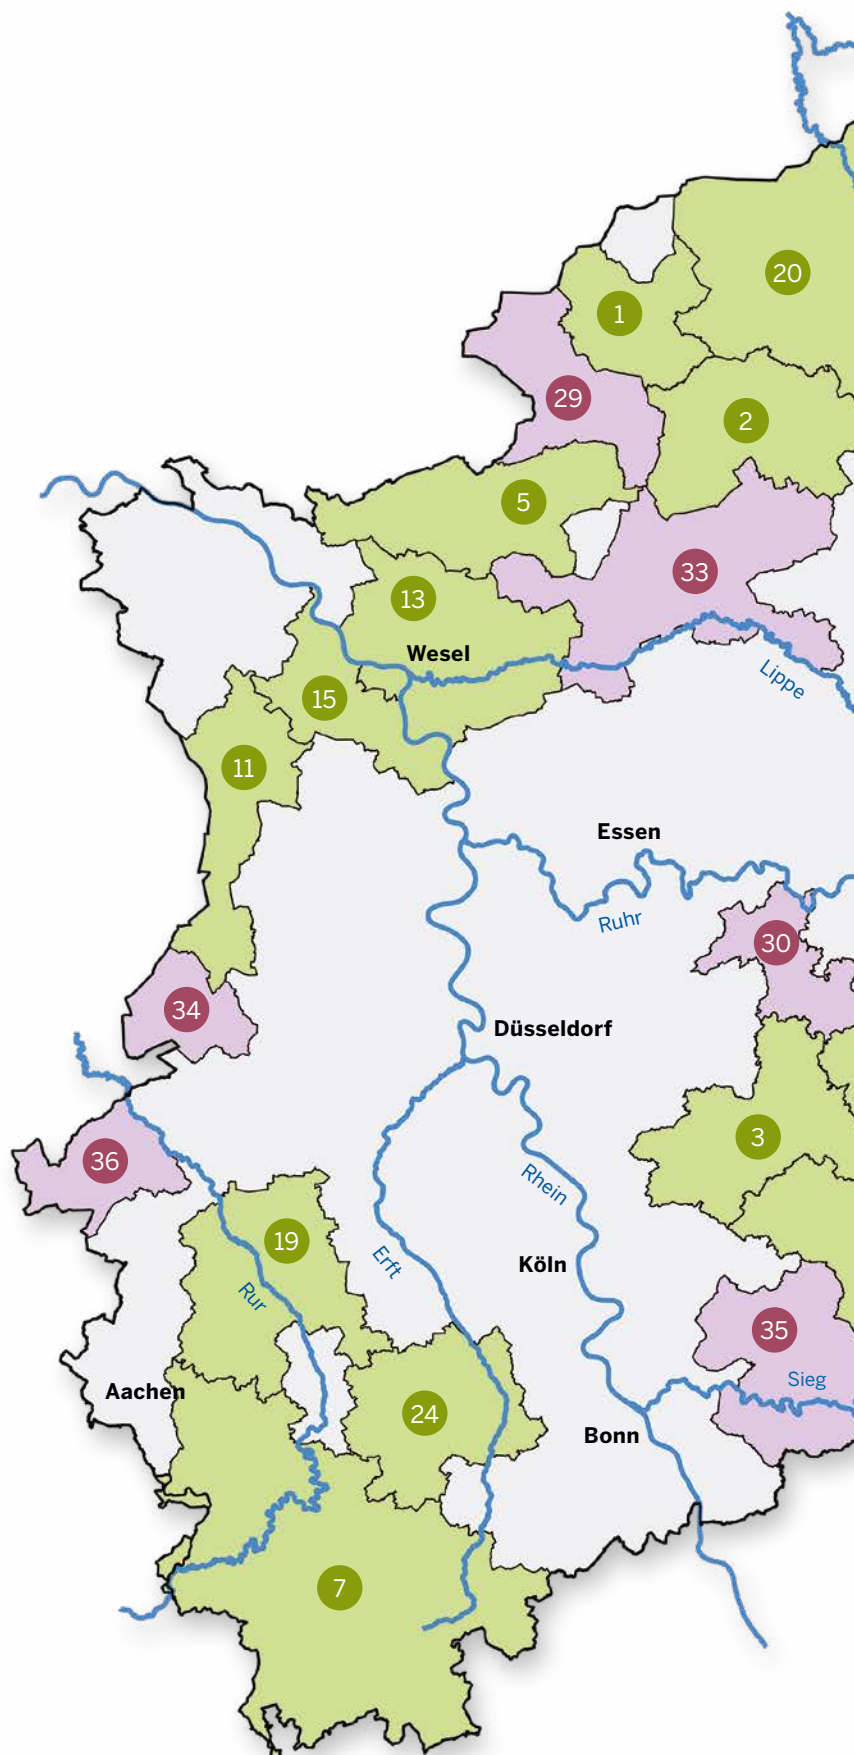 20
1
29
2
5
33
13
Wesel
Lippe
15
11
Essen
Ruhr
30
34
Düsseldorf
3
36
Rhein
19
Erft
Köln
Rur
35
Sieg
Aachen
24
Bonn
7